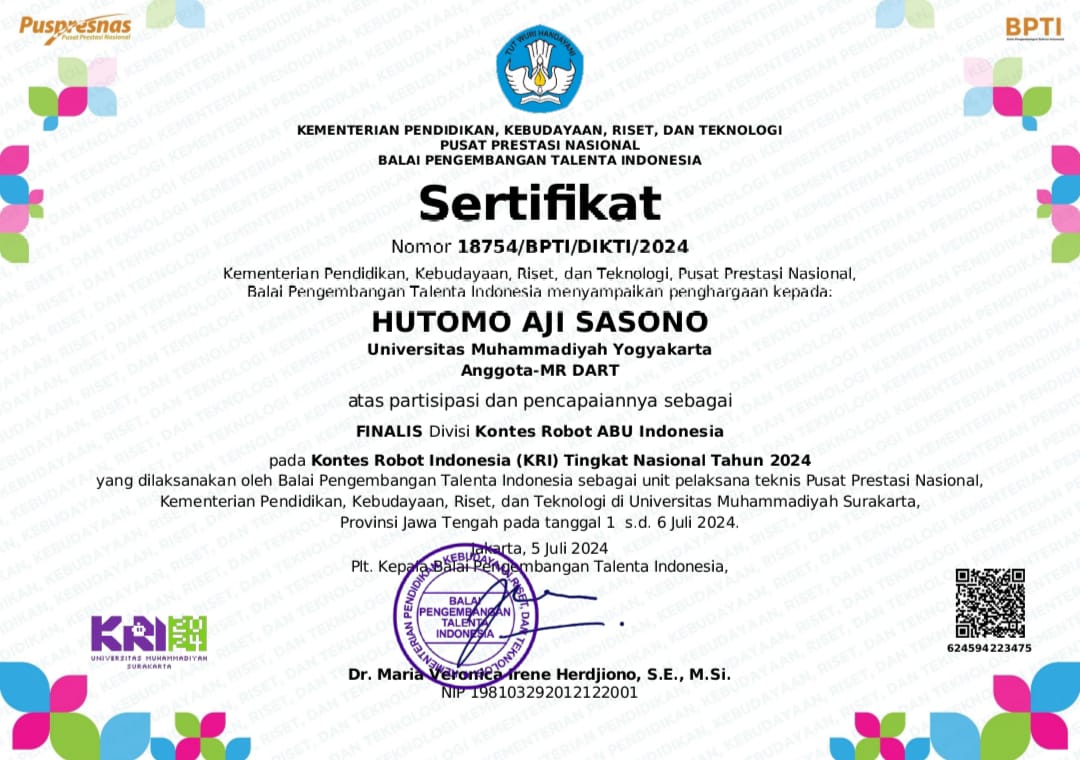 Puspresnas
Pusat Prestasi Nasional
BPTI
TUT WURI HANDAYANI
KEMENTERIAN PENDIDIKAN, KEBUDAYAAN, RISET, DAN TEKNOLOGI
PUSAT PRESTASI NASIONAL
BALAI PENGEMBANGAN TALENTA INDONESIA
Sertifikat
Nomor 18754/BPTI/DIKTI/2024
Kementerian Pendidikan, Kebudayaan, Riset, dan Teknologi, Pusat Prestasi Nasional,
Balai Pengembangan Talenta Indonesia menyampaikan penghargaan kepada:
HUTOMO AJI SASONO
Universitas Muhammadiyah Yogyakarta
Anggota-MR DART
atas partisipasi dan pencapaiannya sebagai
FINALIS Divisi Kontes Robot ABU Indonesia
pada Kontes Robot Indonesia (KRI) Tingkat Nasional Tahun 2024
yang dilaksanakan oleh Balai Pengembangan Talenta Indonesia sebagai unit pelaksana teknis Pusat Prestasi Nasional,
Kementerian Pendidikan, Kebudayaan, Riset, dan Teknologi di Universitas Muhammadiyah Surakarta,
Provinsi Jawa Tengah pada tanggal 1 s.d. 6 Juli 2024.
Jakarta, 5 Juli 2024
Plt. Kepala Balai Pengembangan Talenta Indonesia,
KEMENTERIAN PENDIDIKAN, KEBUDAYAAN, RISET, DAN TEKNOLOGI
BALAI
PENGEMBANGAN
TALENTA
INDONESIA
KRI 2024
UNIVERSITAS MUHAMMADIYAH
SURAKARTA
624594223475
Dr. Maria Veronica Irene Herdjiono, S.E., M.Si.
NIP 198103292012122001